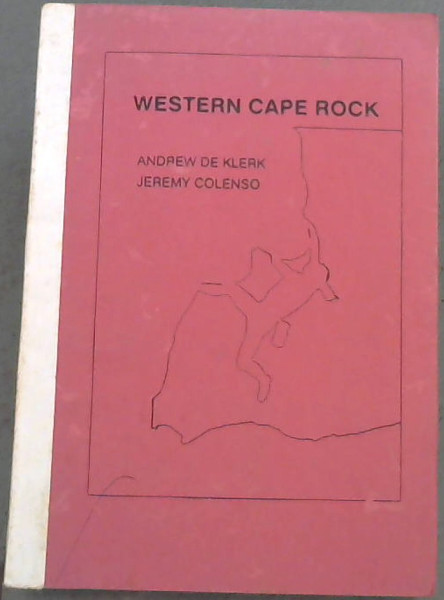 WESTERN CAPE ROCK
ANDREW DE KLERK
JEREMY COLENSO